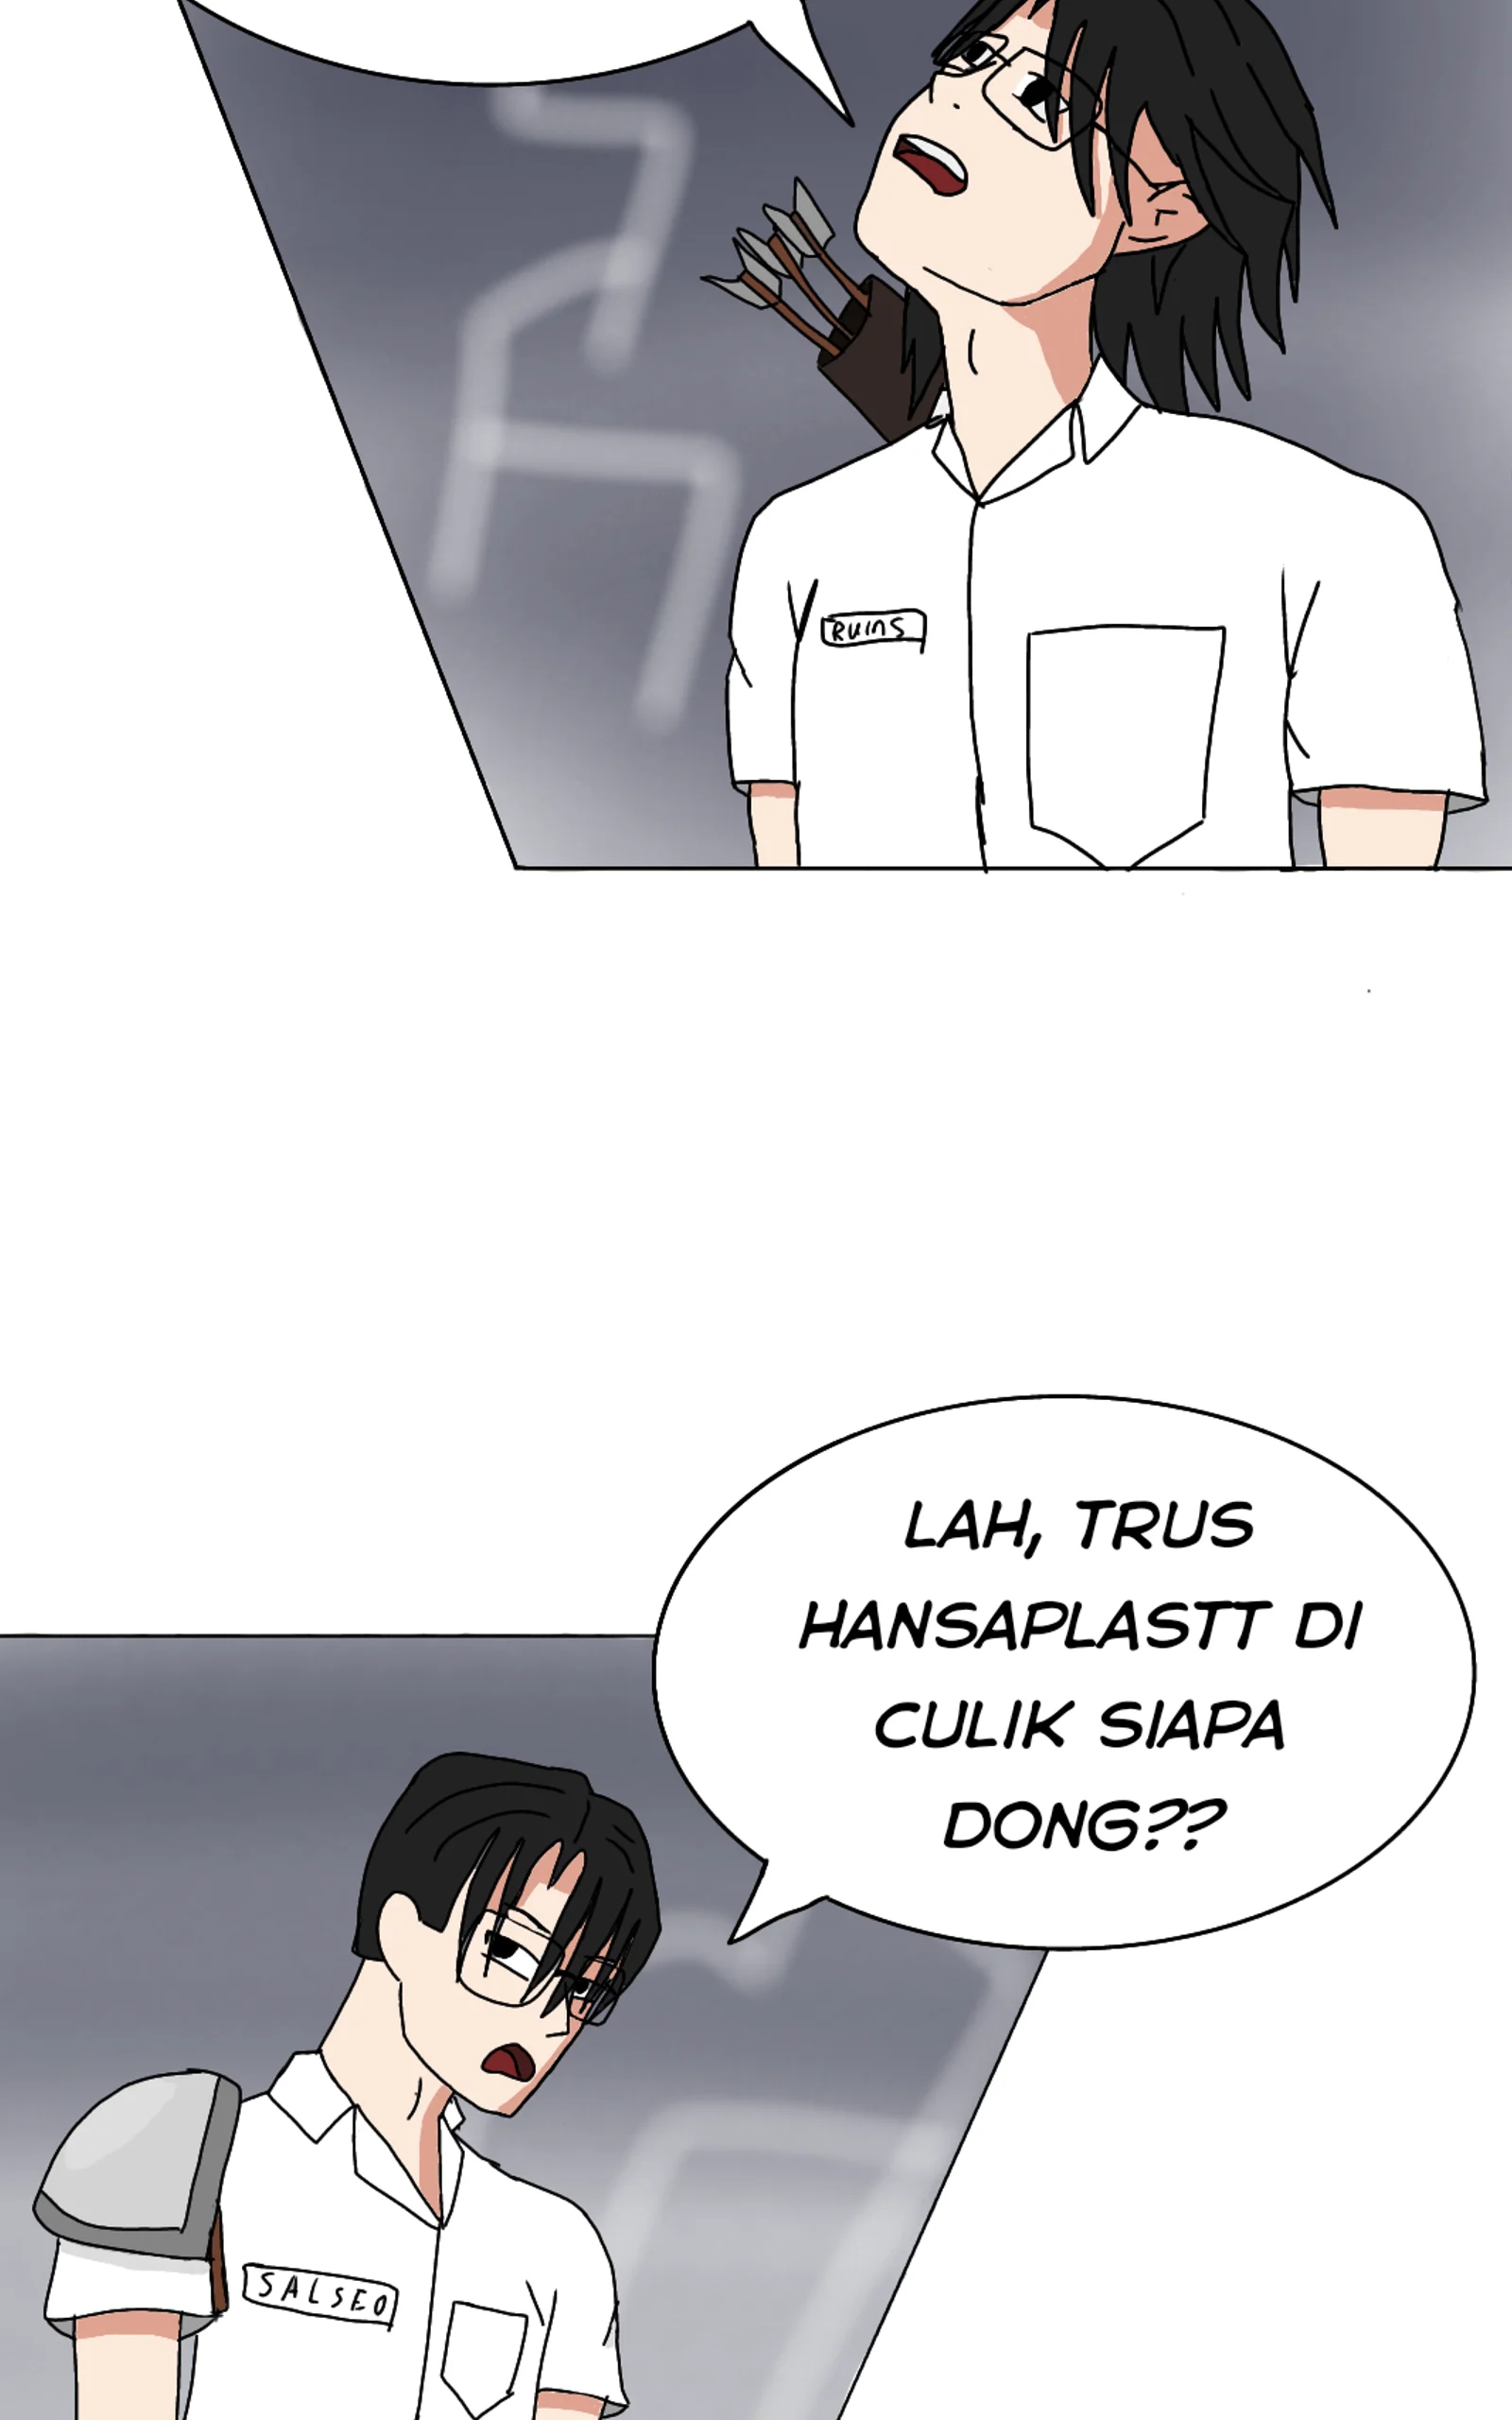 RUINS
LAH, TRUS
HANSAPLASTT DI
CULIK SIAPA
DONG??
SALSEO